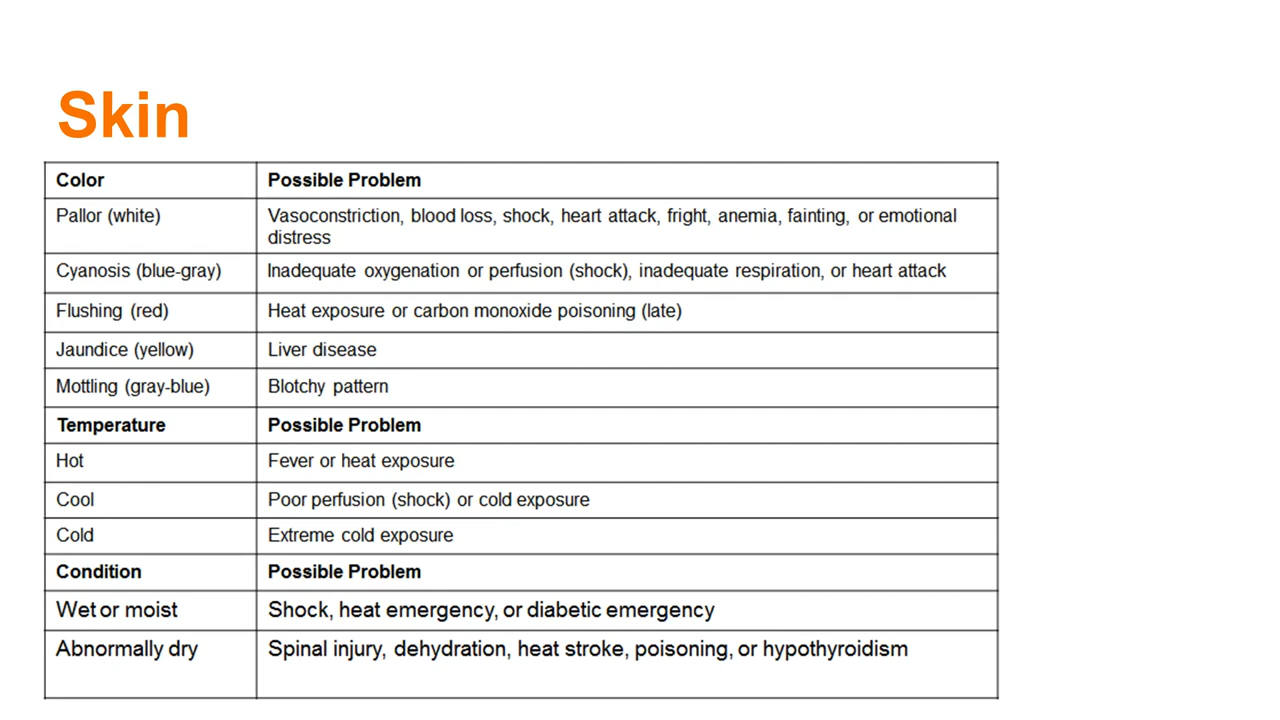 Skin
Color Possible Problem
Pallor (white) Vasoconstriction, blood loss, shock, heart attack, fright, anemia, fainting, or emotional
distress
Cyanosis (blue-gray) Inadequate oxygenation or perfusion (shock), inadequate respiration, or heart attack
Flushing (red) Heat exposure or carbon monoxide poisoning (late)
Jaundice (yellow) Liver disease
Mottling (gray-blue) Blotchy pattern
Temperature Possible Problem
Hot Fever or heat exposure
Cool Poor perfusion (shock) or cold exposure
Cold Extreme cold exposure
Condition Possible Problem
Wet or moist Shock, heat emergency, or diabetic emergency
Abnormally dry Spinal injury, dehydration, heat stroke, poisoning, or hypothyroidism